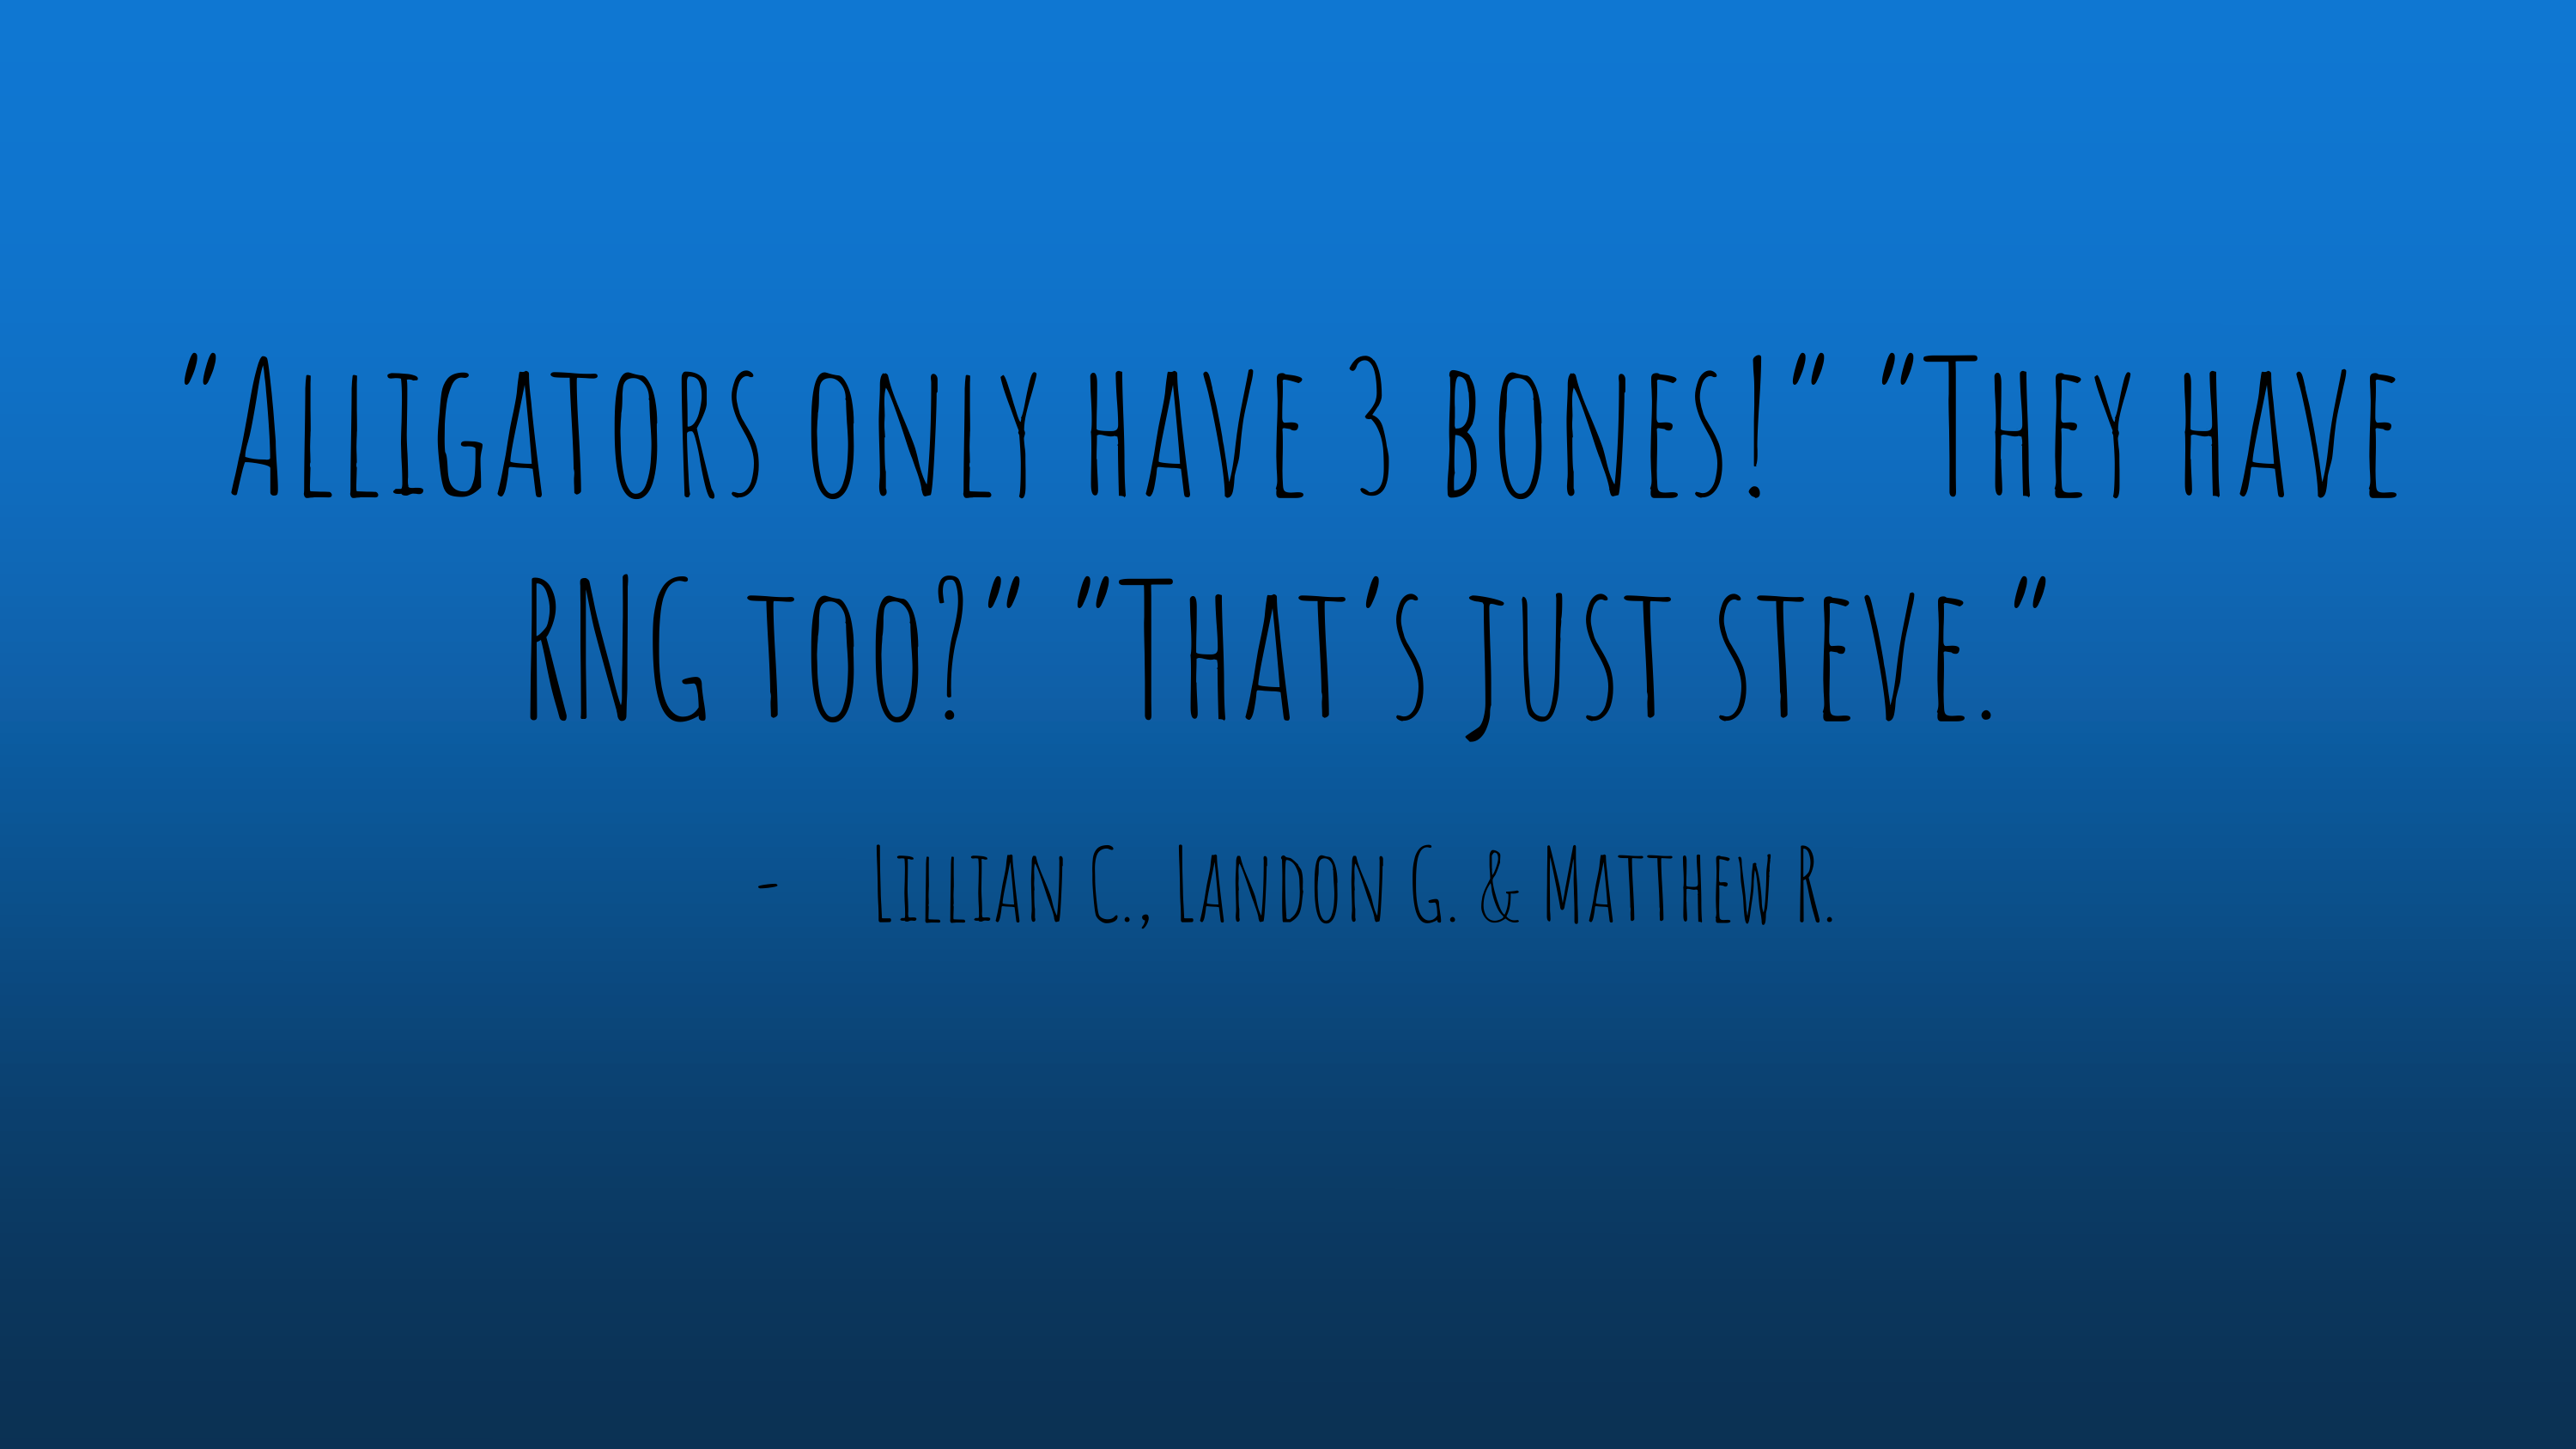 "Alligators only have 3 bones!" "They have
RNG too?" "That's just steve."
- Lillian C., Landon G. & Matthew R.